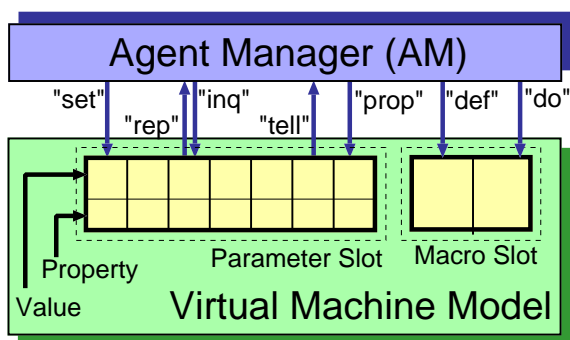 Agent Manager (AM)
"set" "inq" "prop" "def" "do"
"rep" "tell"
Property Parameter Slot Macro Slot
Value Virtual Machine Model